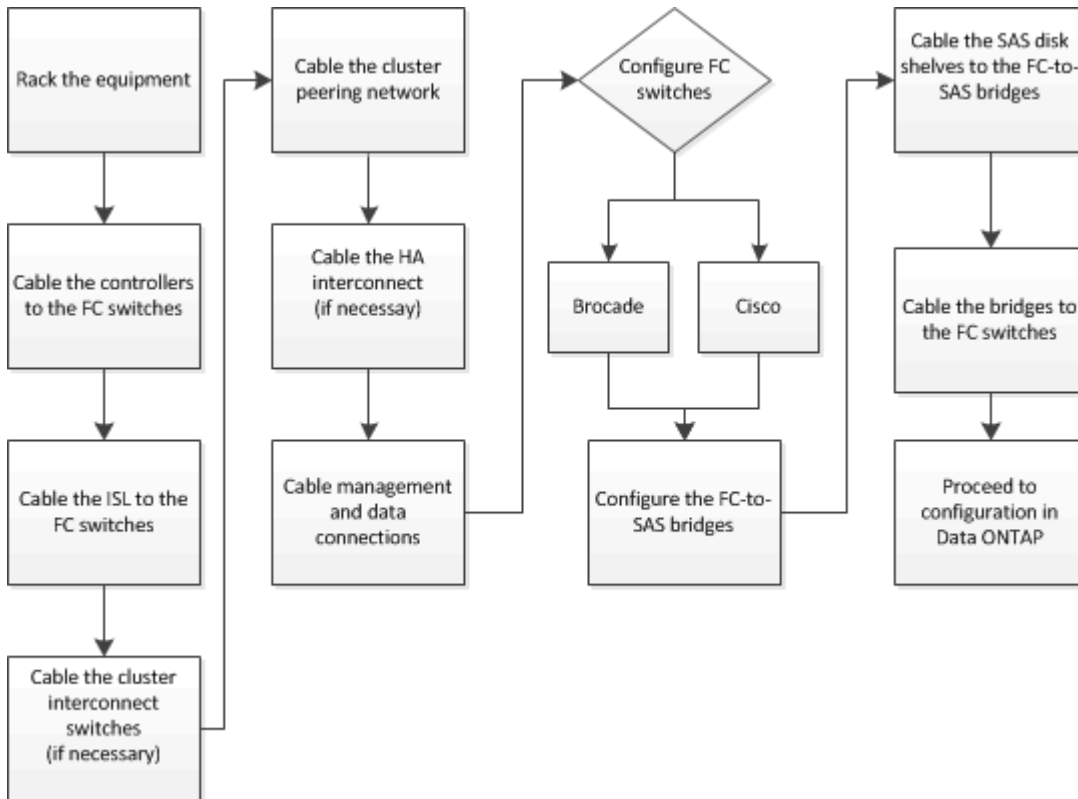 Rack the equipment
Cable the controllers
to the FC switches
Cable the ISL to the
FC switches
Cable the cluster
interconnect
switches
(if necessary)
Cable the cluster
peering network
Cable the HA
interconnect
(if necessay)
Cable management
and data
connections
Configure FC
switches
Brocade
Cisco
Configure the FC-to-
SAS bridges
Cable the SAS disk
shelves to the FC-to-
SAS bridges
Cable the bridges to
the FC switches
Proceed to
configuration in
Data ONTAP